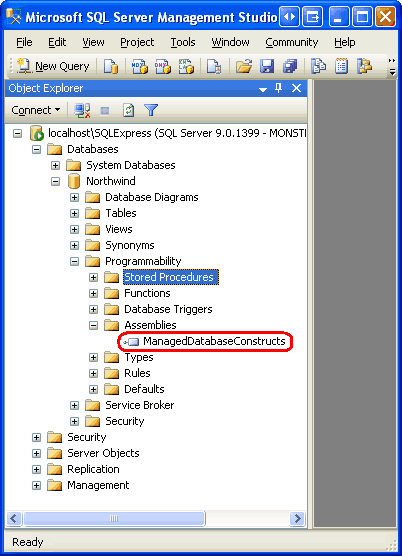 Microsoft SQL Server Management Studio
File Edit View Project Tools Window Community Help
New Query
Object Explorer
Connect
localhost\SQLExpress (SQL Server 9.0.1399 - MONSTI
Databases
System Databases
Northwind
Database Diagrams
Tables
Views
Synonyms
Programmability
Stored Procedures
Functions
Database Triggers
Assemblies
ManagedDatabaseConstructs
Types
Rules
Defaults
Service Broker
Security
Security
Server Objects
Replication
Management
Ready